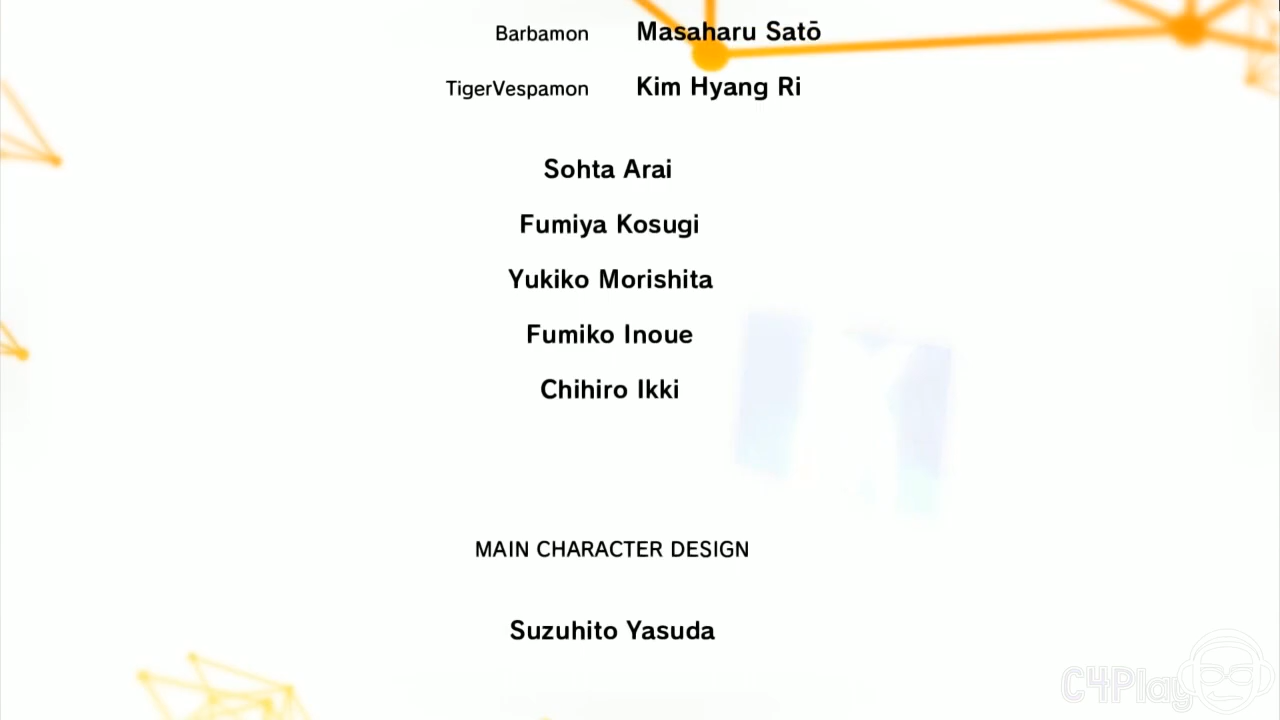 Barbamon Masaharu Satō
TigerVespamon Kim Hyang Ri
Sohta Arai
Fumiya Kosugi
Yukiko Morishita
Fumiko Inoue
Chihiro Ikki
MAIN CHARACTER DESIGN
Suzuhito Yasuda
C4Play